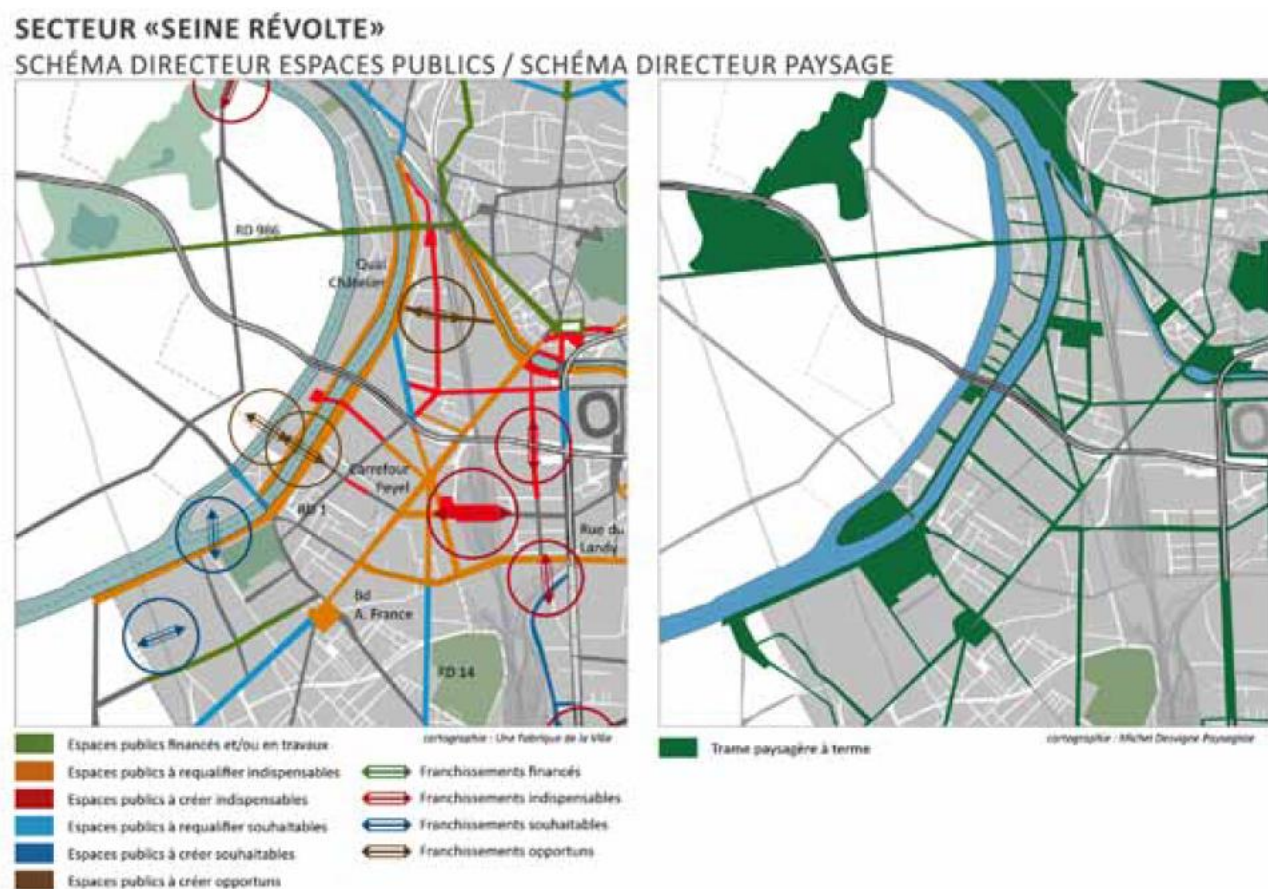 SECTEUR «SEINE RÉVOLTE»
SCHÉMA DIRECTEUR ESPACES PUBLICS / SCHÉMA DIRECTEUR PAYSAGE
RD 986
Quai
Châtelier
Carrefour
Pleyel
RD 1
Rue du
Landy
Bd
A. France
RD 14
cartographie : Une Fabrique de la Ville
cartographie : Michel Desvigne Paysagiste
Espaces publics financés et/ou en travaux
Espaces publics à requalifier indispensables
Espaces publics à créer indispensables
Espaces publics à requalifier souhaitables
Espaces publics à créer souhaitables
Espaces publics à créer opportuns
Franchissements financés
Franchissements indispensables
Franchissements souhaitables
Franchissements opportuns
Trame paysagère à terme